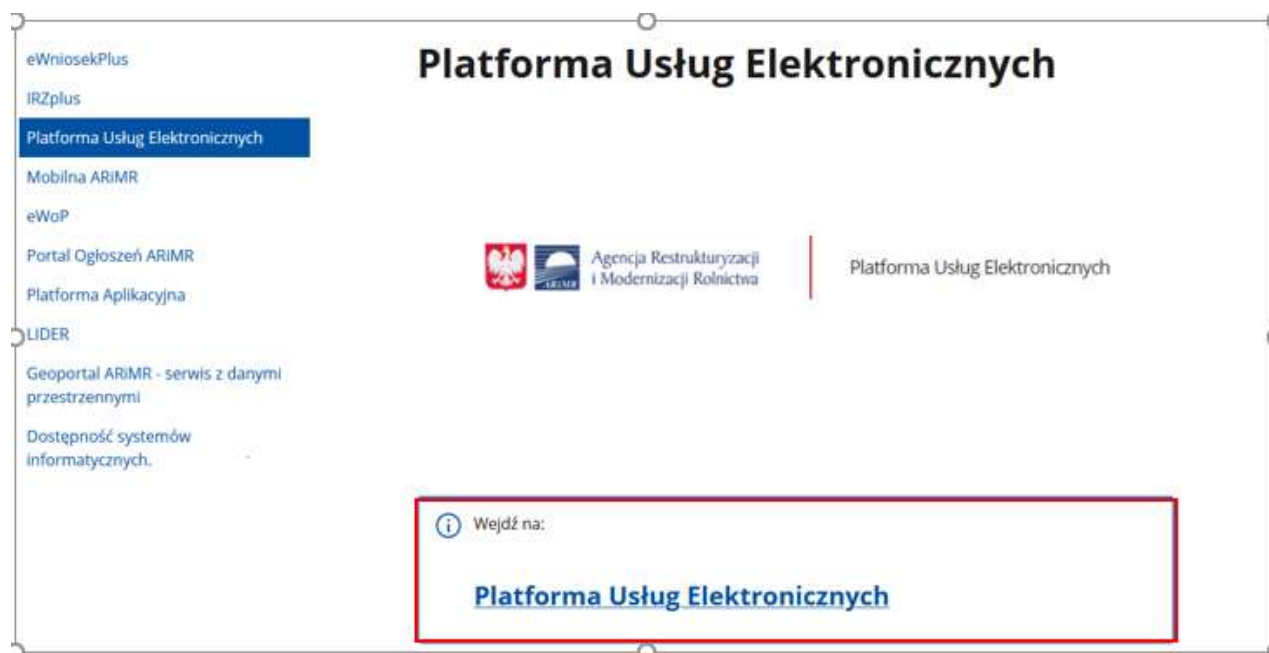 eWniosekPlus
IRZplus
Platforma Usług Elektronicznych
Mobilna ARiMR
eWoP
Portal Ogłoszeń ARiMR
Platforma Aplikacyjna
LIDER
Geoportal ARiMR - serwis z danymi
przestrzennymi
Dostępność systemów
informatycznych.
Platforma Usług Elektronicznych
ARiMR
Agencja Restrukturyzacji
i Modernizacji Rolnictwa
Platforma Usług Elektronicznych
Wejdź na:
Platforma Usług Elektronicznych